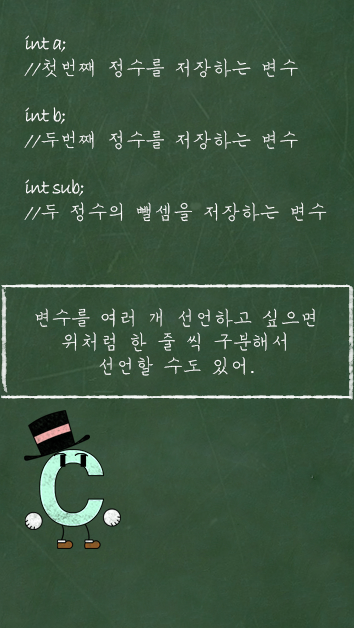 int a;
//첫번째 정수를 저장하는 변수
int b;
//두번째 정수를 저장하는 변수
int sub;
//두 정수의 뺄셈을 저장하는 변수
변수를 여러 개 선언하고 싶으면
위처럼 한 줄 씩 구분해서
선언할 수도 있어.
C